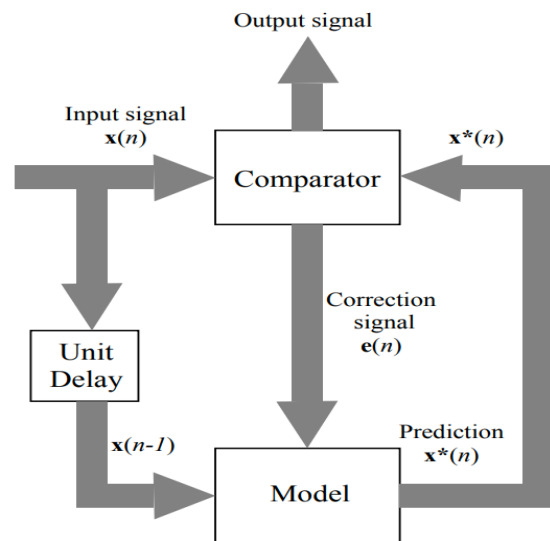 Output signal
Input signal
x(n)
x*(n)
Comparator
Correction
signal
e(n)
Unit
Delay
x(n-1)
Prediction
x*(n)
Model